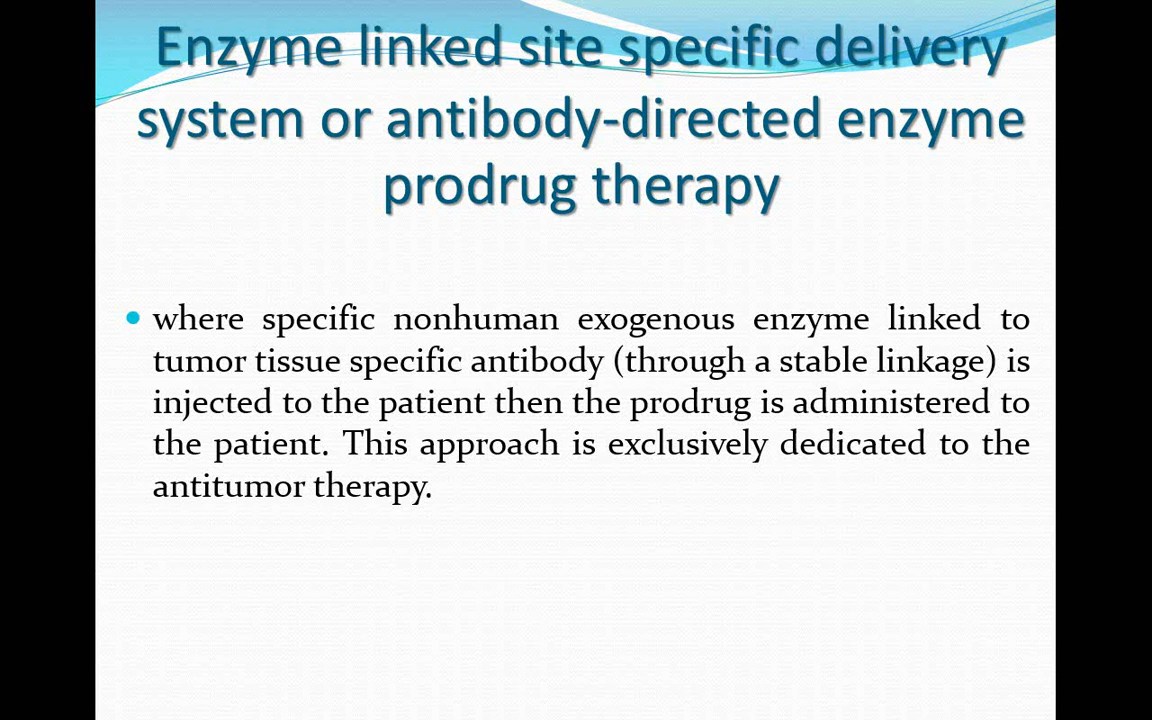 Enzyme linked site specific delivery
system or antibody-directed enzyme
prodrug therapy
• where specific nonhuman exogenous enzyme linked to
tumor tissue specific antibody (through a stable linkage) is
injected to the patient then the prodrug is administered to
the patient. This approach is exclusively dedicated to the
antitumor therapy.